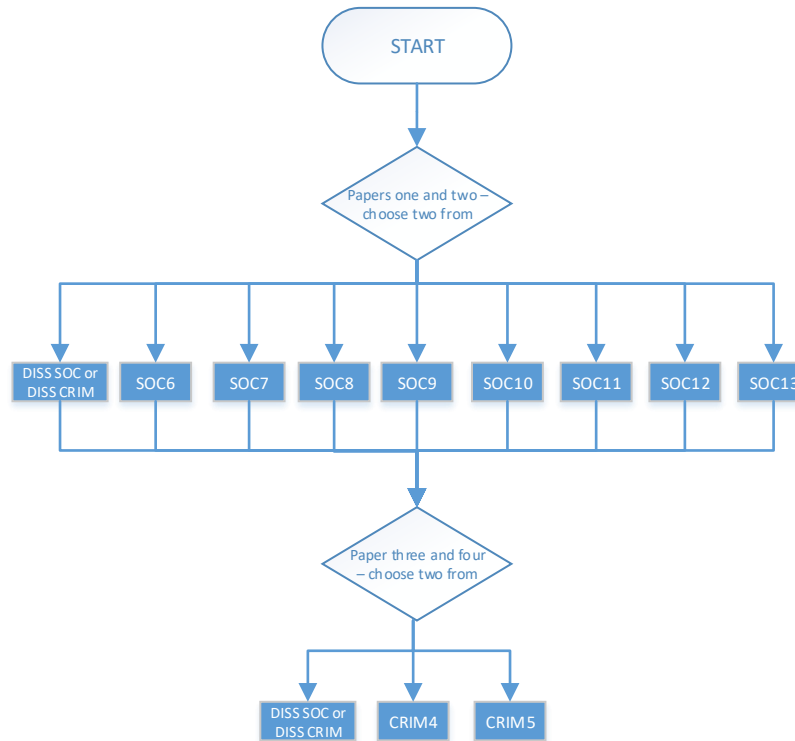 START
Papers one and two –
choose two from
DISS SOC or
DISS CRIM
SOC6
SOC7
SOC8
SOC9
SOC10
SOC11
SOC12
SOC13
Paper three and four
– choose two from
DISS SOC or
DISS CRIM
CRIM4
CRIM5